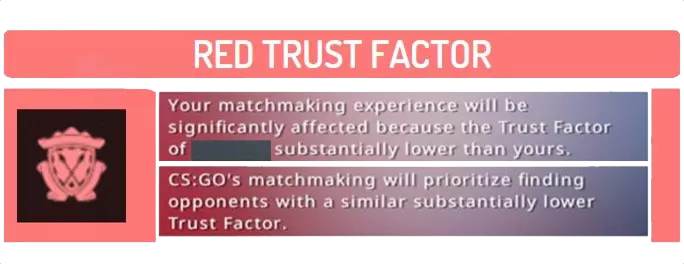 RED TRUST FACTOR
Your matchmaking experience will be
significantly affected because the Trust Factor
of substantially lower than yours.
CS:GO's matchmaking will prioritize finding
opponents with a similar substantially lower
Trust Factor.